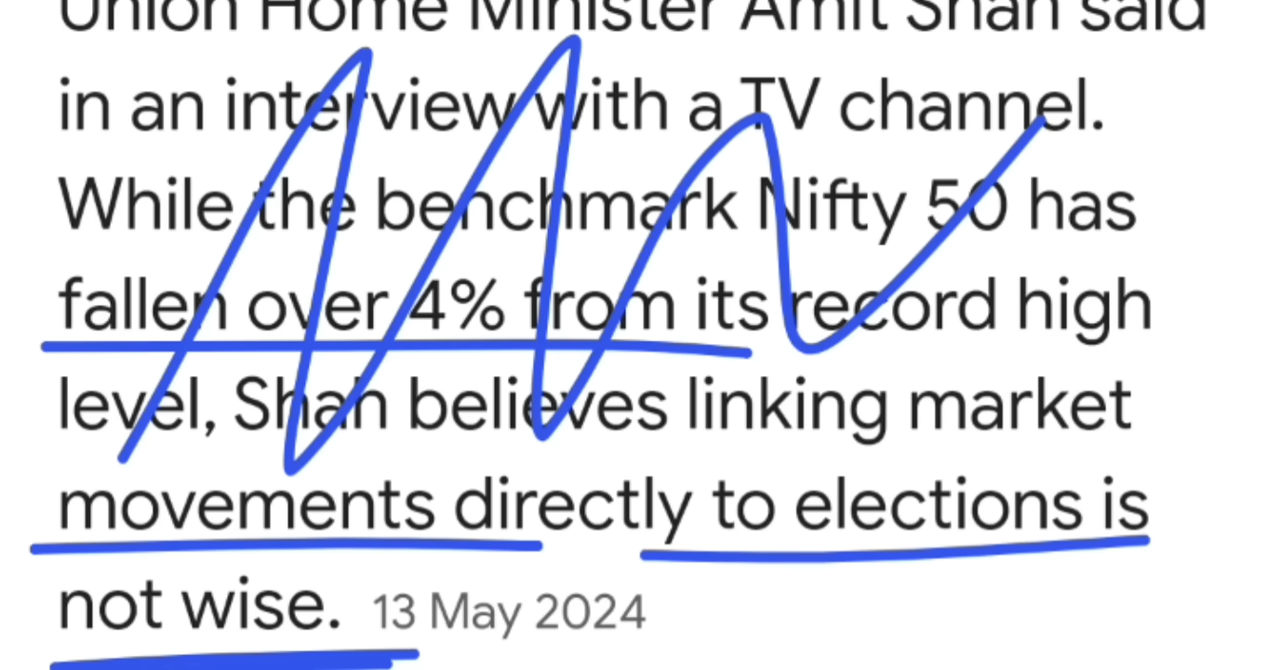 Union Home Minister Amit Shah said
in an interview with a TV channel.
While the benchmark Nifty 50 has
fallen over 4% from its record high
level, Shah believes linking market
movements directly to elections is
not wise. 13 May 2024